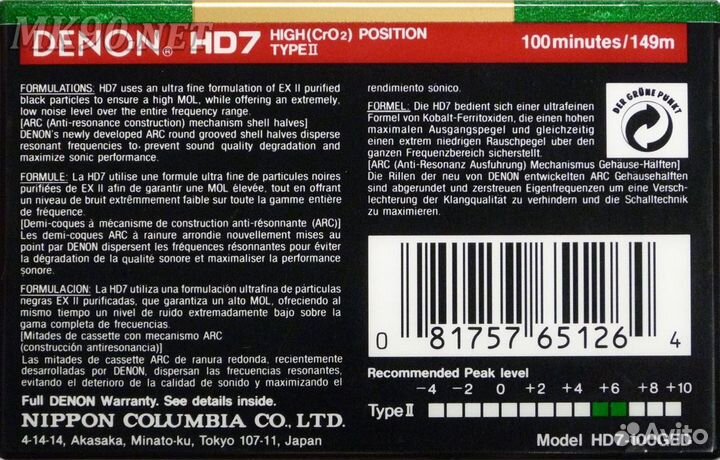 MK90.NET
DENON® HD7 HIGH (CrO2) POSITION
TYPE II
100minutes/149m
FORMULATIONS: HD7 uses an ultra fine formulation of EX II purified
black particles to ensure a high MOL, while offering an extremely,
low noise level over the entire frequency range.
[ARC (Anti-resonance construction) mechanism shell halves]
DENON's newly developed ARC round grooved shell halves disperse
resonant frequencies to prevent sound quality degradation and
maximize sonic performance.
FORMULE: La HD7 utilise une formule ultra fine de particules noires
purifiées de EX II afin de garantir une MOL élevée, tout en offrant
un niveau de bruit extrêmement faible sur toute la gamme entière
de fréquence.
[Demi-coques à mécanisme de construction anti-résonnante (ARC)]
Les demi-coques ARC à rainure arrondie nouvellement mises au
point par DENON dispersent les fréquences résonnantes pour éviter
la dégradation de la qualité sonore et maximaliser la performance
sonore.
FORMULACION: La HD7 utiliza una formulación ultrafina de párticulas
negras EX II purificadas, que garantiza un alto MOL, ofreciendo al
mismo tiempo un nivel de ruido extremadamente bajo sobre la
gama completa de frecuencias.
[Mitades de cassette con mecanismo ARC
(construcción antiresonancia)]
Las mitades de cassette ARC de ranura redonda, recientemente
desarrolladas por DENON, dispersan las frecuencias resonantes,
evitando el deterioro de la calidad de sonido y maximizando el
Full DENON Warranty. See details inside.
NIPPON COLUMBIA CO., LTD.
4-14-14, Akasaka, Minato-ku, Tokyo 107-11, Japan
rendimiento sónico.
FORMEL: Die HD7 bedient sich einer ultrafeinen
Formel von Kobalt-Ferritoxiden, die einen hohen
maximalen Ausgangspegel und gleichzeitig
einen extrem niedrigen Rauschpegel über den
ganzen Frequenzbereich sicherstellt.
[ARC (Anti-Resonanz Ausführung) Mechanismus Gehäuse-Hälften]
Die Rillen der neu von DENON entwickelten ARC Gehäusehälften
sind abgerundet und zerstreuen Eigenfrequenzen um eine Versch-
lechterung der Klangqualität zu verhindern und die Schalltechnik
zu maximieren.
DER GRÜNE PUNKT
0 81757 65126 4
Recommended Peak level
-4 -2 0 +2 +4 +6 +8 +10
Type II
Model HD7-100GED
Avito